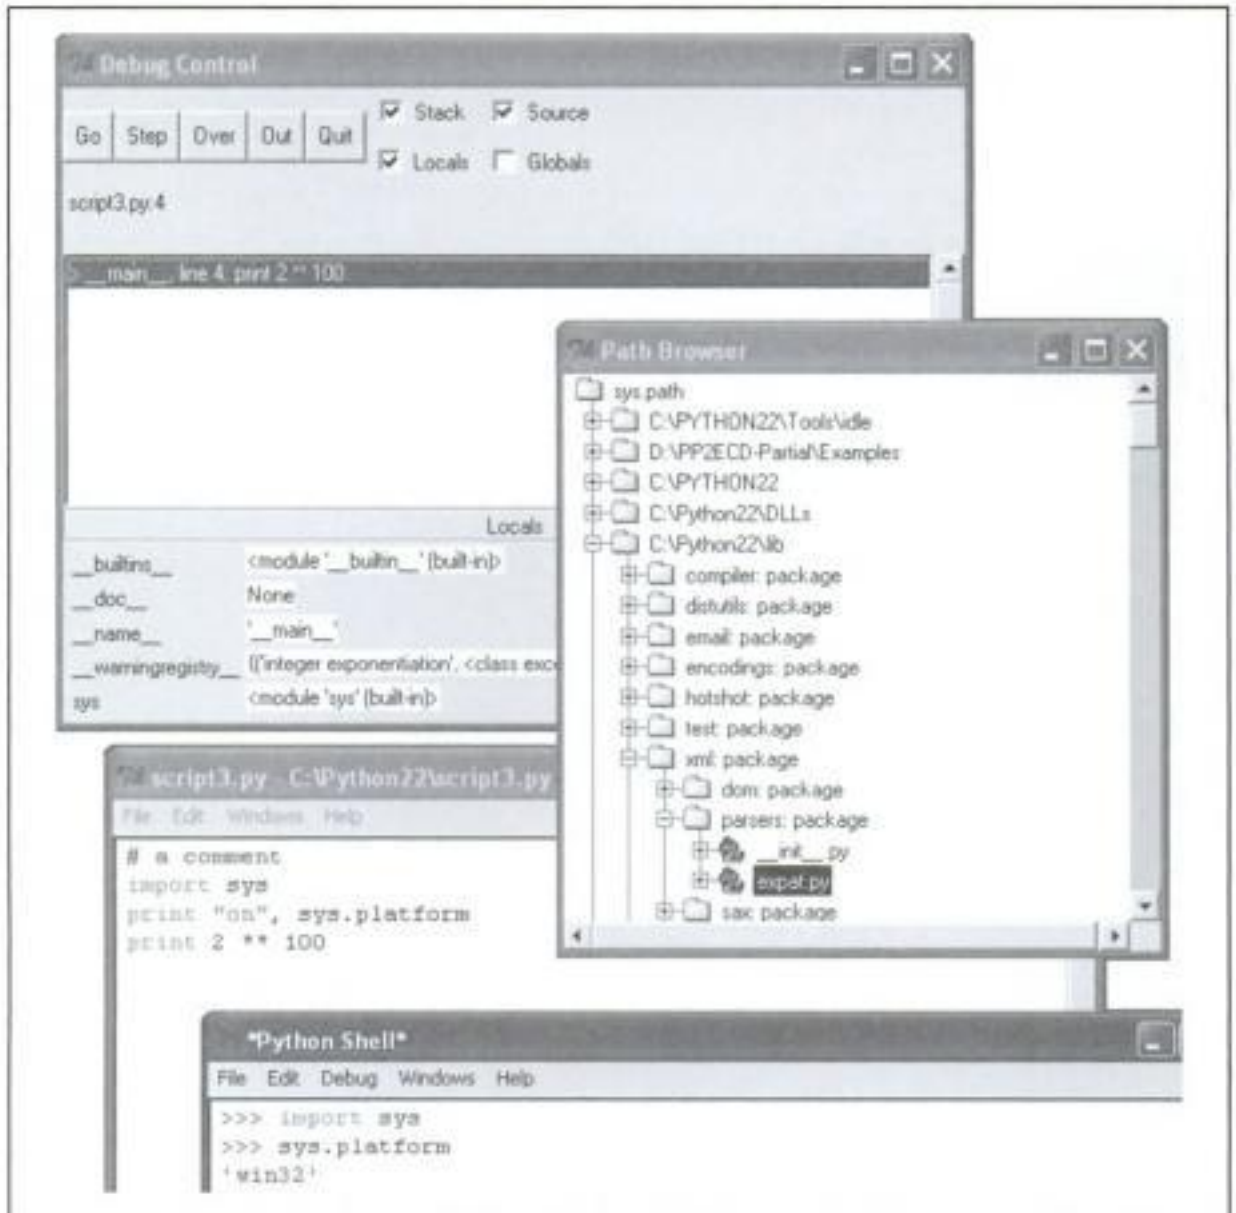 Debug Control
Go Step Over Out Quit
Stack Source
Locals Globals
script3.py:4
> __main__, line 4: print 2 ** 100
Locals
__builtins__ <module '__builtin__' (built-in)>
__doc__ None
__name__ '__main__'
__warningregistry__ {('integer exponentiation', <class exce
sys <module 'sys' (built-in)>
Path Browser
sys.path
C:\PYTHON22\Tools\idle
D:\PP2ECD-Partial\Examples
C:\PYTHON22
C:\Python22\DLLs
C:\Python22\lib
compiler: package
distutils: package
email: package
encodings: package
hotshot: package
test: package
xml: package
dom: package
parsers: package
__init__.py
expat.py
sax: package
script3.py - C:\Python22\script3.py
File Edit Windows Help
# a comment
import sys
print "on", sys.platform
print 2 ** 100
*Python Shell*
File Edit Debug Windows Help
>>> import sys
>>> sys.platform
'win32'